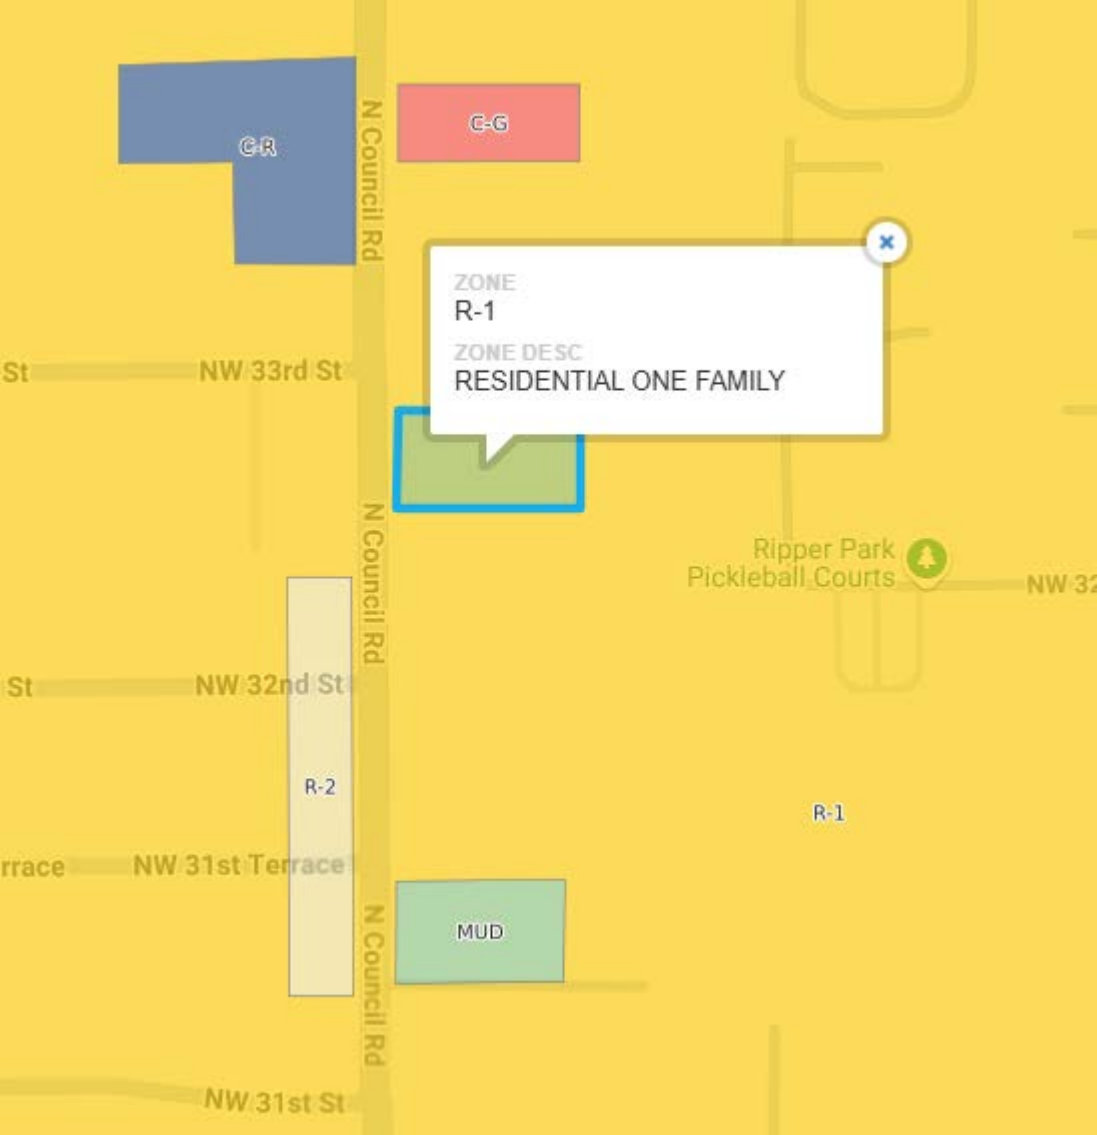 C-R
N Council Rd
C-G
ZONE
R-1
ZONE DESC
RESIDENTIAL ONE FAMILY
St
NW 33rd St
N Council Rd
Ripper Park
Pickleball Courts
NW 32
St
NW 32nd St
R-2
R-1
rrace
NW 31st Terrace
MUD
N Council Rd
NW 31st St